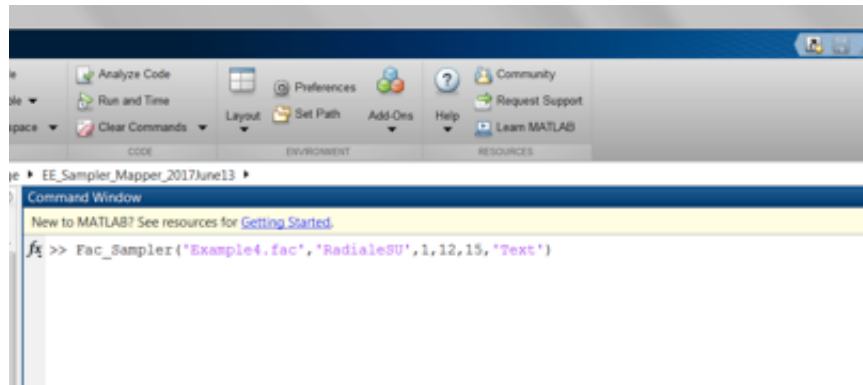 Analyze Code
Run and Time
Clear Commands
CODE
Layout
Preferences
Set Path
Add-Ons
ENVIRONMENT
Help
Community
Request Support
Learn MATLAB
RESOURCES
EE_Sampler_Mapper_2017June13
Command Window
New to MATLAB? See resources for Getting Started.
fx >> Fac_Sampler('Example4.fac','RadialeSU',1,12,15,'Text')